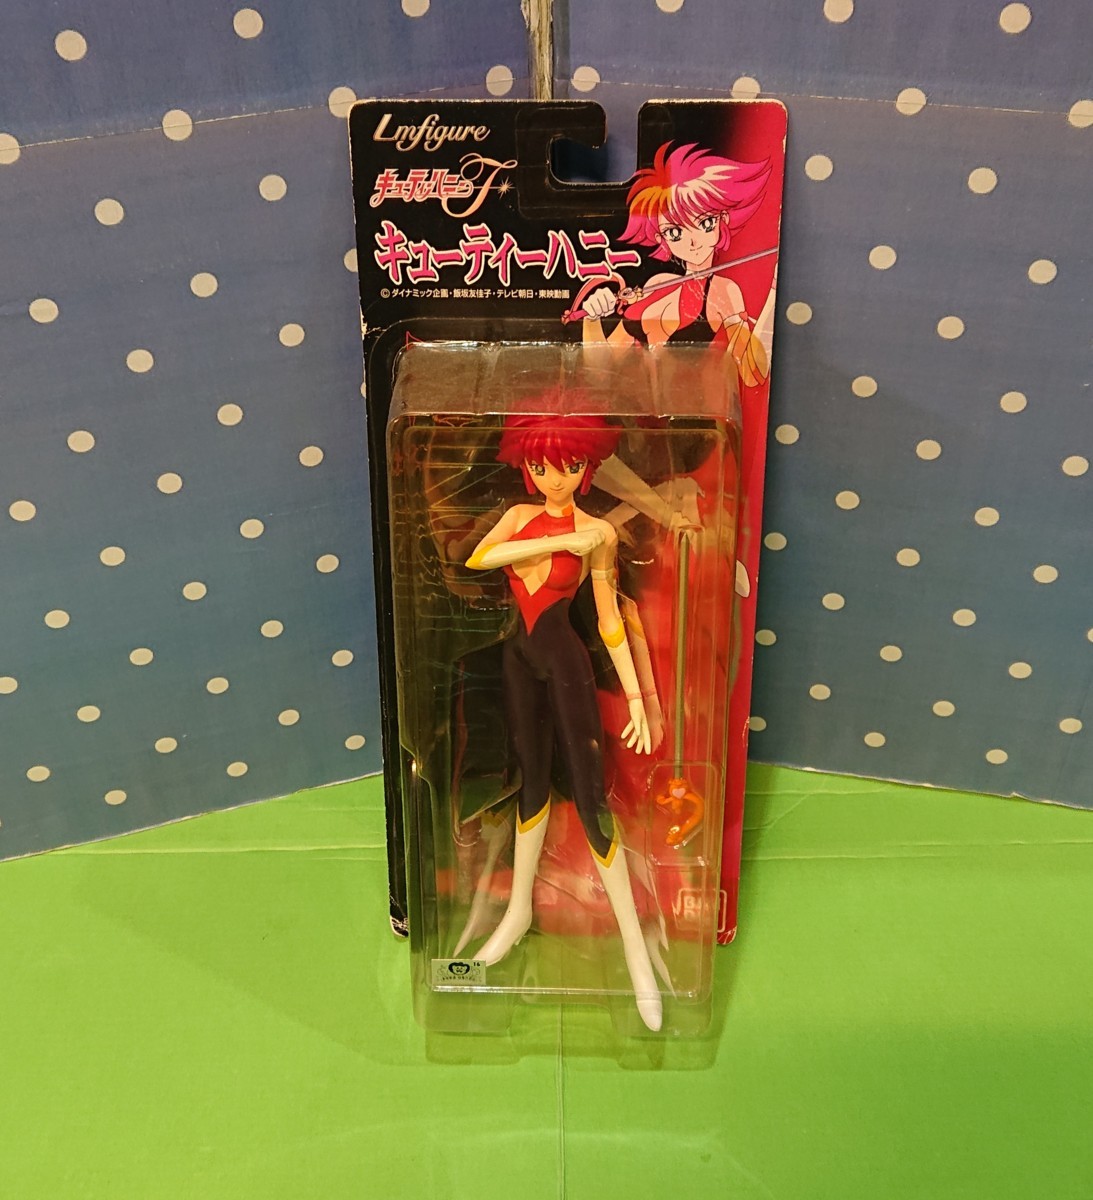 Lmfigure
キューティーハニーF
キューティーハニー
©ダイナミック企画・飯坂友佳子・テレビ朝日・東映動画
16